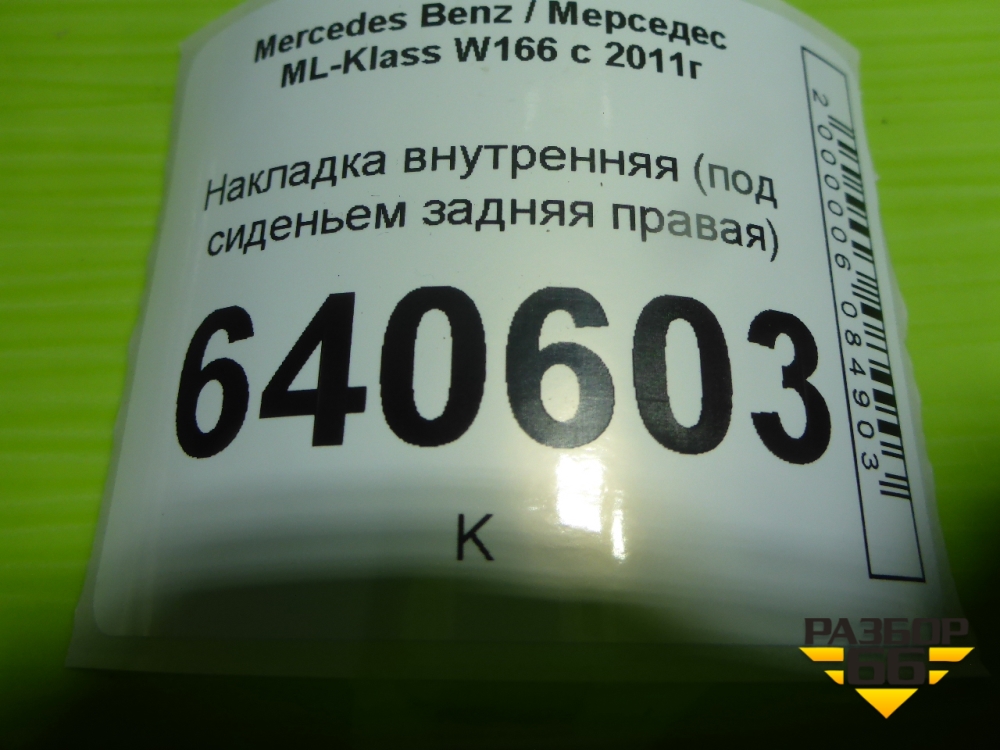 Mercedes Benz / Мерседес
ML-Klass W166 с 2011г
Накладка внутренняя (под
сиденьем задняя правая)
640603
К
2000006084903
РАЗБОР
66